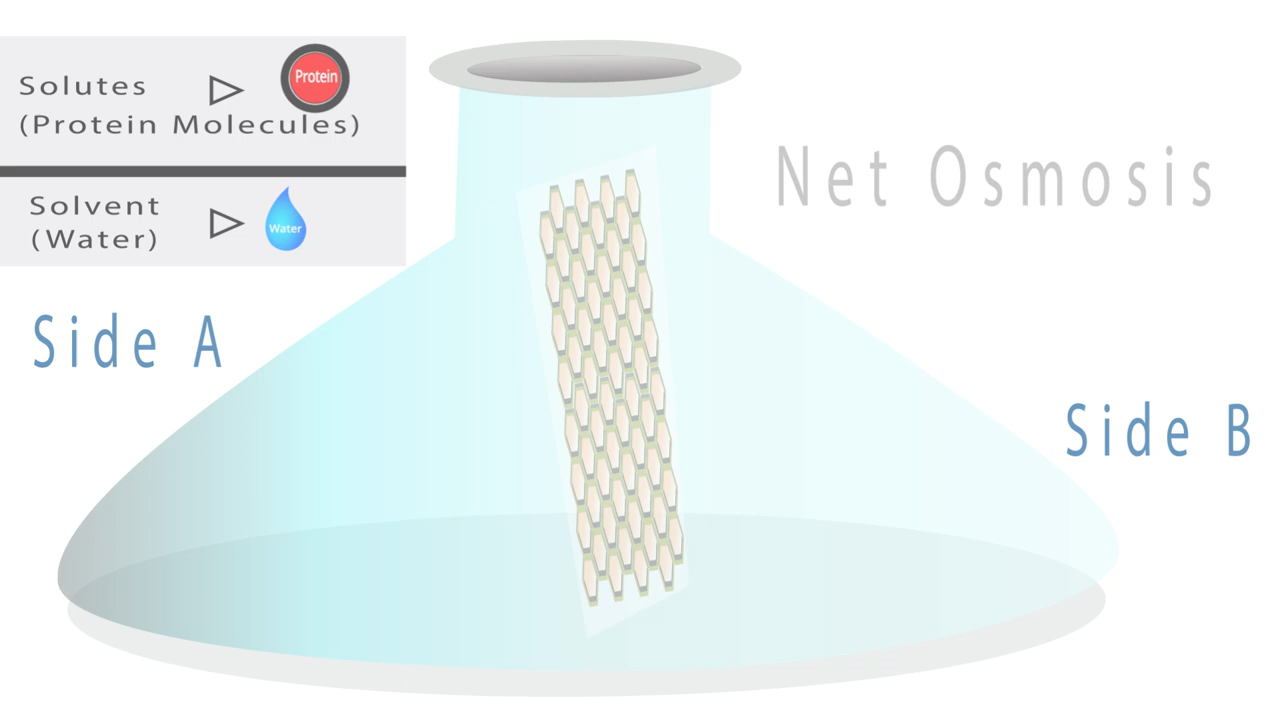 Solutes
Protein
(Protein Molecules)
Solvent
(Water)
Water
Net Osmosis
Side A
Side B